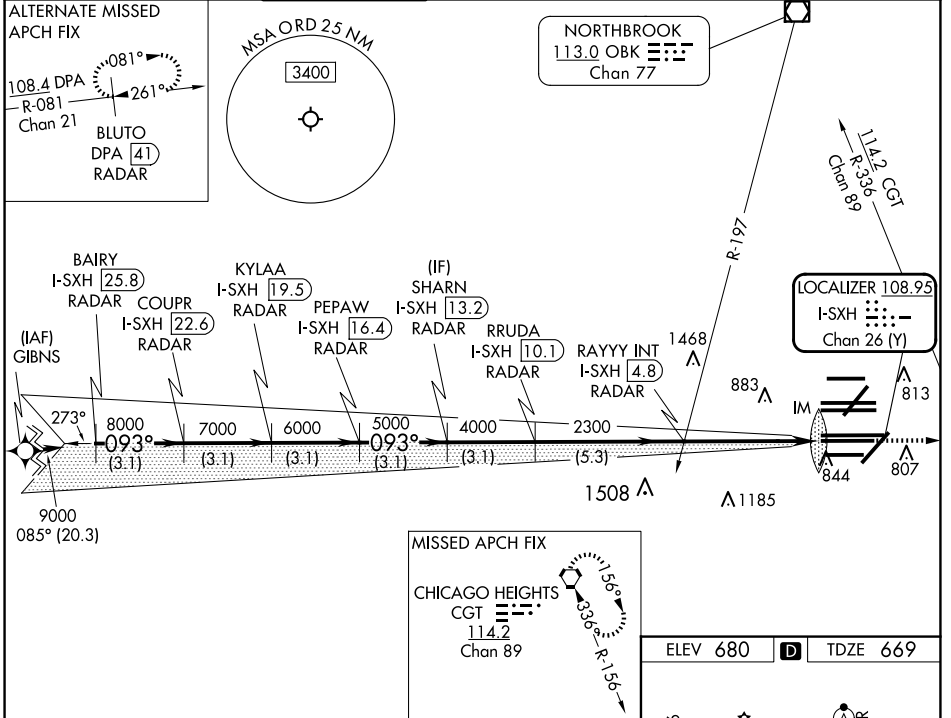 ALTERNATE MISSED
APCH FIX
081°
261°
108.4 DPA
R-081
Chan 21
BLUTO
DPA 41
RADAR
MSA ORD 25 NM
3400
NORTHBROOK
113.0 OBK
Chan 77
R-197
114.2 CGT
R-336
Chan 89
LOCALIZER 108.95
I-SXH
Chan 26 (Y)
(IAF)
GIBNS
BAIRY
I-SXH 25.8
RADAR
COUPR
I-SXH 22.6
RADAR
KYLAA
I-SXH 19.5
RADAR
PEPAW
I-SXH 16.4
RADAR
(IF)
SHARN
I-SXH 13.2
RADAR
RRUDA
I-SXH 10.1
RADAR
RAYYY INT
I-SXH 4.8
RADAR
1468
883
IM
813
273°
8000
093°
(3.1)
7000
(3.1)
6000
(3.1)
5000
093°
(3.1)
4000
(3.1)
2300
(5.3)
844
807
1508
1185
9000
085° (20.3)
MISSED APCH FIX
CHICAGO HEIGHTS
CGT
114.2
Chan 89
156°
336°
R-156
ELEV 680 D TDZE 669